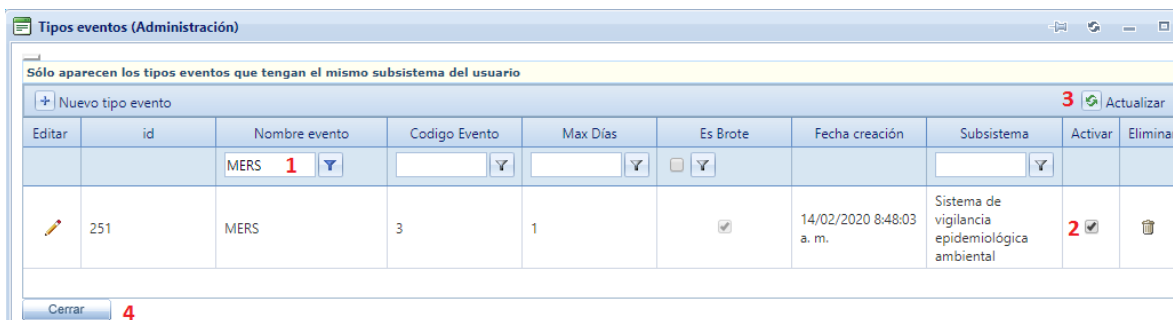 Tipos eventos (Administración)
Sólo aparecen los tipos eventos que tengan el mismo subsistema del usuario
Nuevo tipo evento
3 Actualizar
Editar id Nombre evento Codigo Evento Max Días Es Brote Fecha creación Subsistema Activar Elimina
MERS 1
251 MERS 3 1 14/02/2020 8:48:03 a. m. Sistema de vigilancia epidemiológica ambiental 2
Cerrar 4